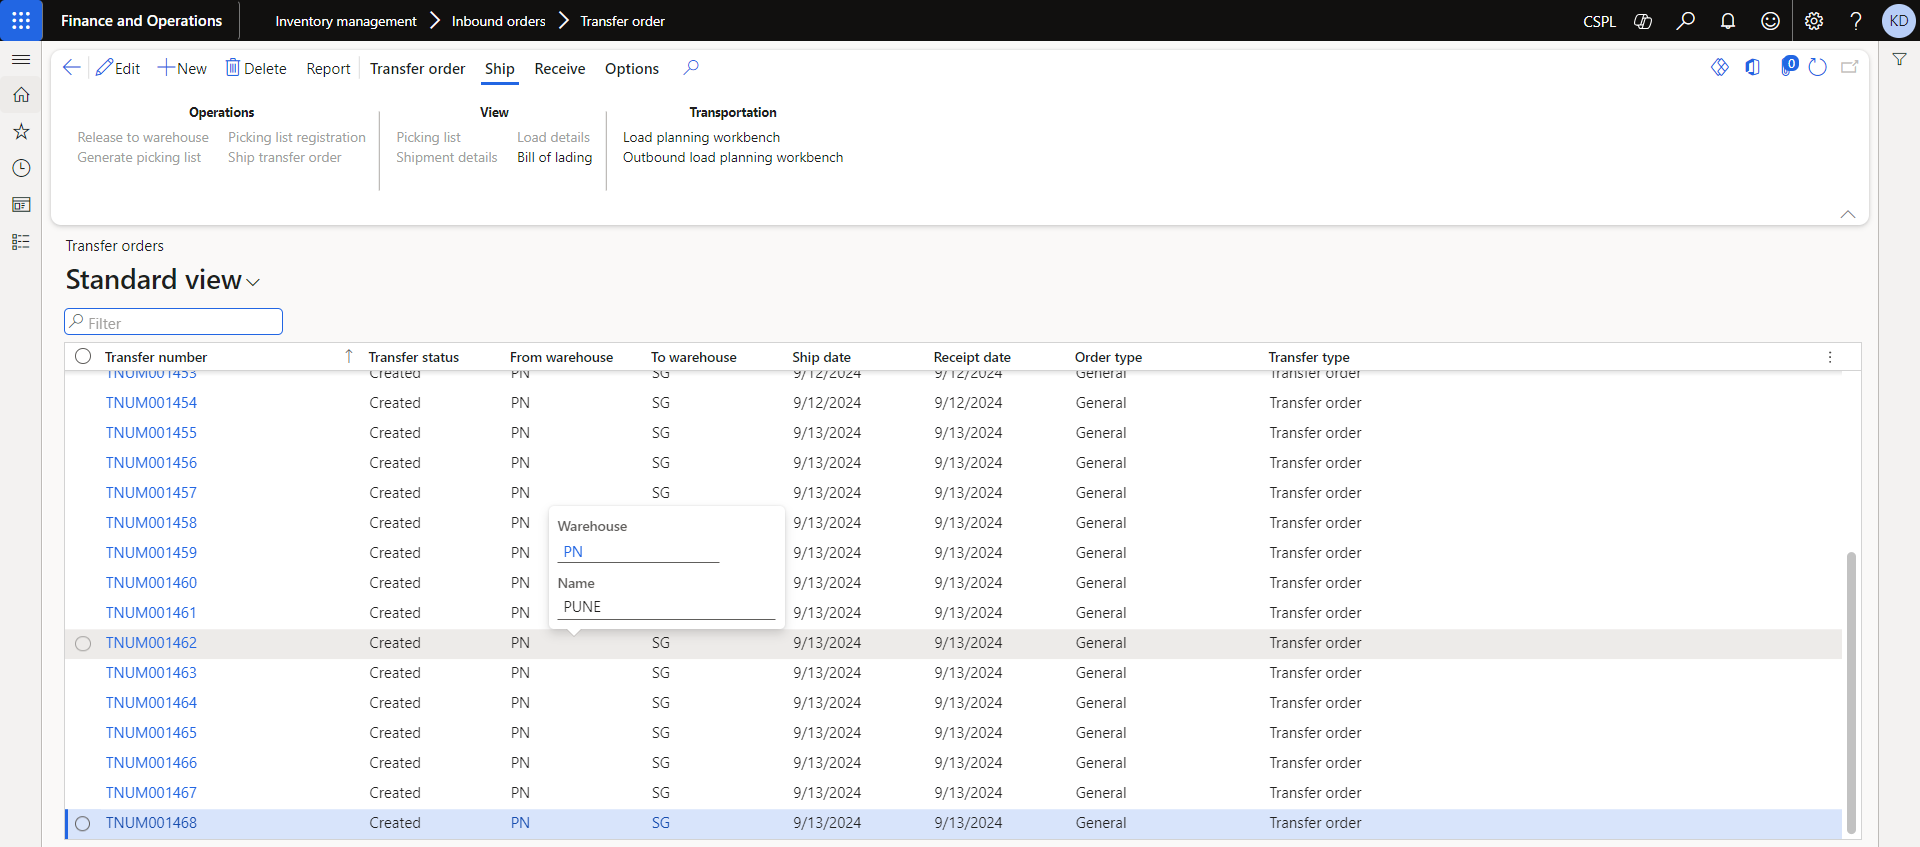 Finance and Operations
Inventory management Inbound orders Transfer order
CSPL
KD
Edit New Delete Report Transfer order Ship Receive Options
0
Operations View Transportation
Release to warehouse Picking list registration Picking list Load details Load planning workbench
Generate picking list Ship transfer order Shipment details Bill of lading Outbound load planning workbench
Transfer orders
Standard view
Filter
Transfer number Transfer status From warehouse To warehouse Ship date Receipt date Order type Transfer type
TNUM001453 Created PN SG 9/12/2024 9/12/2024 General Transfer order
TNUM001454 Created PN SG 9/12/2024 9/12/2024 General Transfer order
TNUM001455 Created PN SG 9/13/2024 9/13/2024 General Transfer order
TNUM001456 Created PN SG 9/13/2024 9/13/2024 General Transfer order
TNUM001457 Created PN SG 9/13/2024 9/13/2024 General Transfer order
TNUM001458 Created PN 9/13/2024 9/13/2024 General Transfer order
TNUM001459 Created PN 9/13/2024 9/13/2024 General Transfer order
TNUM001460 Created PN 9/13/2024 9/13/2024 General Transfer order
TNUM001461 Created PN 9/13/2024 9/13/2024 General Transfer order
Warehouse
PN
Name
PUNE
TNUM001462 Created PN SG 9/13/2024 9/13/2024 General Transfer order
TNUM001463 Created PN SG 9/13/2024 9/13/2024 General Transfer order
TNUM001464 Created PN SG 9/13/2024 9/13/2024 General Transfer order
TNUM001465 Created PN SG 9/13/2024 9/13/2024 General Transfer order
TNUM001466 Created PN SG 9/13/2024 9/13/2024 General Transfer order
TNUM001467 Created PN SG 9/13/2024 9/13/2024 General Transfer order
TNUM001468 Created PN SG 9/13/2024 9/13/2024 General Transfer order